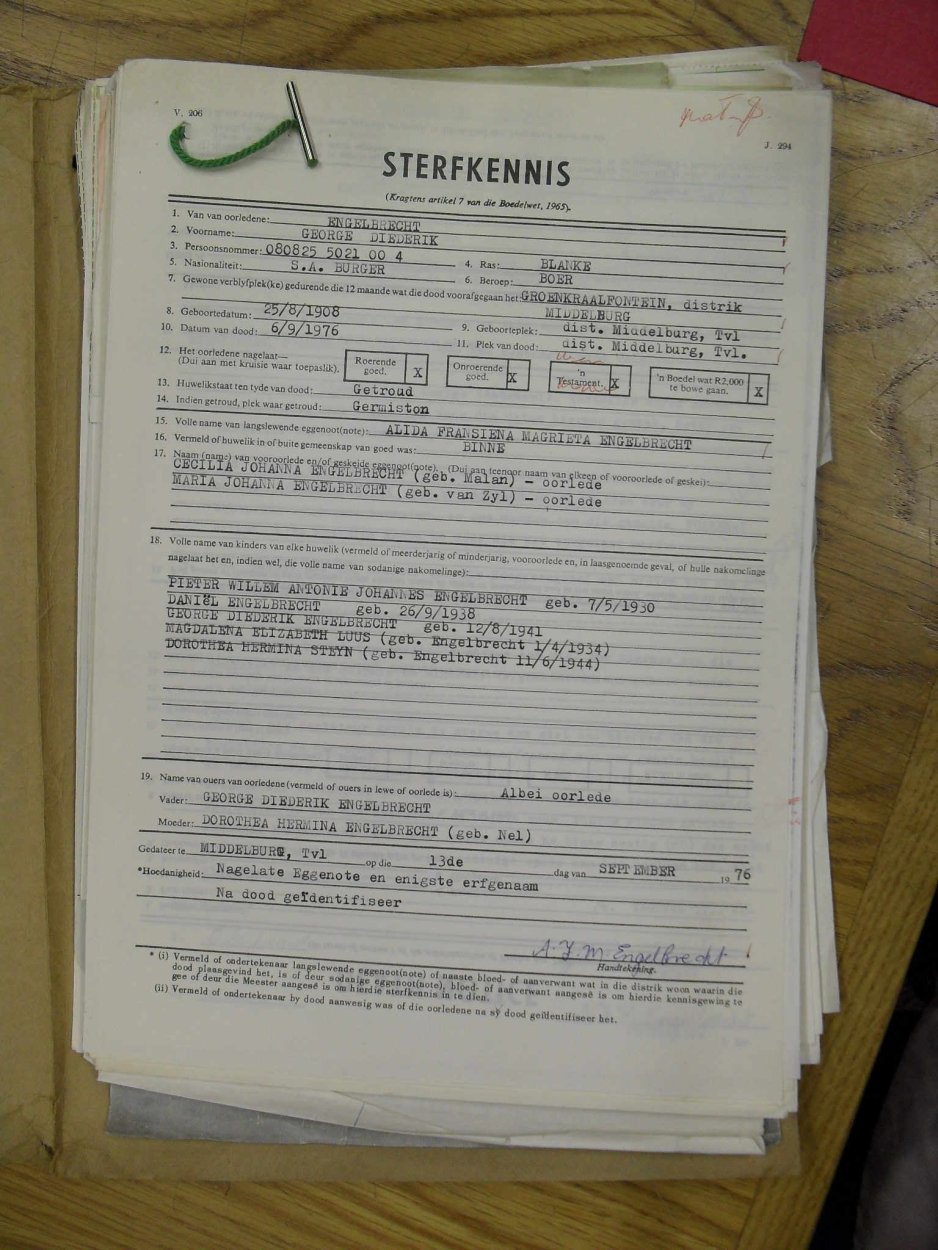 V. 206
J. 294
STERFKENNIS
(Kragtens artikel 7 van die Boedelwet, 1965).
1. Van van oorledene: ENGELBRECHT
2. Voorname: GEORGE DIEDERIK
3. Persoonsnommer: 080825 5021 00 4 4. Ras: BLANKE
5. Nasionaliteit: S.A. BURGER 6. Beroep: BOER
7. Gewone verblyfplek(ke) gedurende die 12 maande wat die dood voorafgegaan het: GROENKRAALFONTEIN, distrik
MIDDELBURG
8. Geboortedatum: 25/8/1908 9. Geboorteplek: dist. Middelburg, Tvl
10. Datum van dood: 6/9/1976 11. Plek van dood: dist. Middelburg, Tvl.
12. Het oorledene nagelaat— Roerende goed. X Onroerende goed. X 'n Testament. X 'n Boedel wat R2,000 te bowe gaan. X
(Dui aan met kruisie waar toepaslik).
13. Huwelikstaat ten tyde van dood: Getroud
14. Indien getroud, plek waar getroud: Germiston
15. Volle name van langslewende eggenoot(note): ALIDA FRANSIENA MAGRIETA ENGELBRECHT
16. Vermeld of huwelik in of buite gemeenskap van goed was: BINNE
17. Naam (name) van vooroorlede en/of geskeide eggenoot(note). (Dui aan teenoor naam van elkeen of vooroorlede of geskei):
CECILIA JOHANNA ENGELBRECHT (geb. Malan) - oorlede
MARIA JOHANNA ENGELBRECHT (geb. van Zyl) - oorlede
18. Volle name van kinders van elke huwelik (vermeld of meerderjarig of minderjarig, vooroorlede en, in laasgenoemde geval, of hulle nakomelinge
nagelaat het en, indien wel, die volle name van sodanige nakomelinge):
PIETER WILLEM ANTONIE JOHANNES ENGELBRECHT geb. 7/5/1930
DANIËL ENGELBRECHT geb. 26/9/1938
GEORGE DIEDERIK ENGELBRECHT geb. 12/8/1941
MAGDALENA ELIZABETH LUUS (geb. Engelbrecht 1/4/1934)
DOROTHEA HERMINA STEYN (geb. Engelbrecht 11/6/1944)
19. Name van ouers van oorledene (vermeld of ouers in lewe of oorlede is): Albei oorlede
Vader: GEORGE DIEDERIK ENGELBRECHT
Moeder: DOROTHEA HERMINA ENGELBRECHT (geb. Nel)
Gedateer te MIDDELBURG, Tvl op die 13de dag van SEPTEMBER 1976
*Hoedanigheid: Nagelate Eggenote en enigste erfgenaam
Na dood geïdentifiseer
A.F.M. Engelbrecht
Handtekening.
* (i) Vermeld of ondertekenaar langslewende eggenoot(note) of naaste bloed- of aanverwant wat in die distrik woon waarin die
dood plaasgevind het, is of deur sodanige eggenoot(note), bloed- of aanverwant aangesê is om hierdie kennisgewing te
gee of deur die Meester aangesê is om hierdie sterfkennis in te dien.
(ii) Vermeld of ondertekenaar by dood aanwesig was of die oorledene na sy dood geïdentifiseer het.